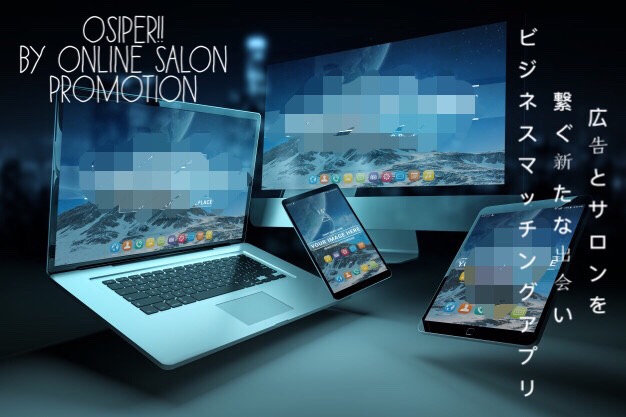 OSIPER!!
BY ONLINE SALON
PROMOTION
広告とサロンを
繋ぐ新たな出会い
ビジネスマッチングアプリ
PLACE
YOUR IMAGE HERE